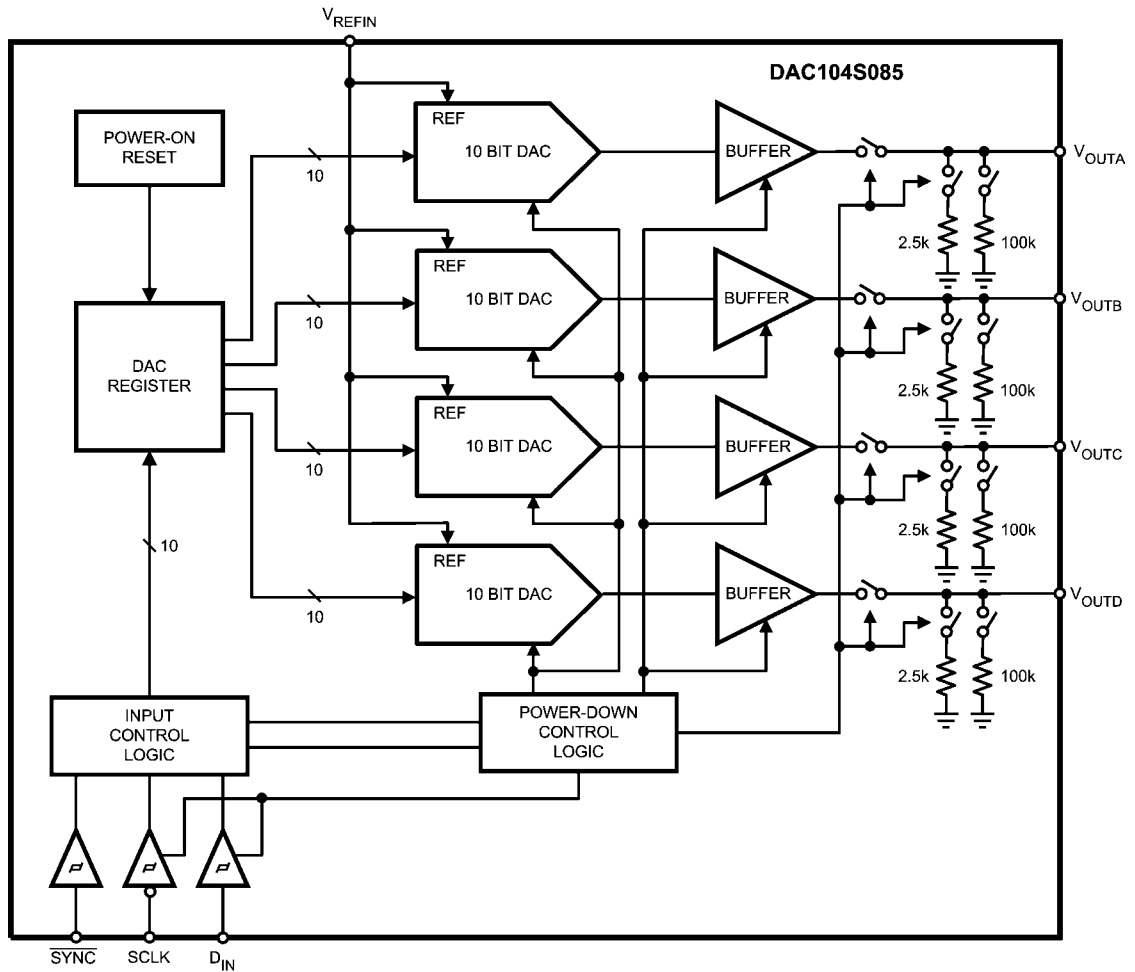 VREFIN
DAC104S085
POWER-ON
RESET
REF
10 BIT DAC
BUFFER
10
VOUTA
2.5k
100k
REF
10 BIT DAC
BUFFER
10
VOUTB
DAC
REGISTER
2.5k
100k
REF
10 BIT DAC
BUFFER
10
VOUTC
2.5k
100k
10
REF
10 BIT DAC
BUFFER
10
VOUTD
2.5k
100k
INPUT
CONTROL
LOGIC
POWER-DOWN
CONTROL
LOGIC
SYNC
SCLK
DIN